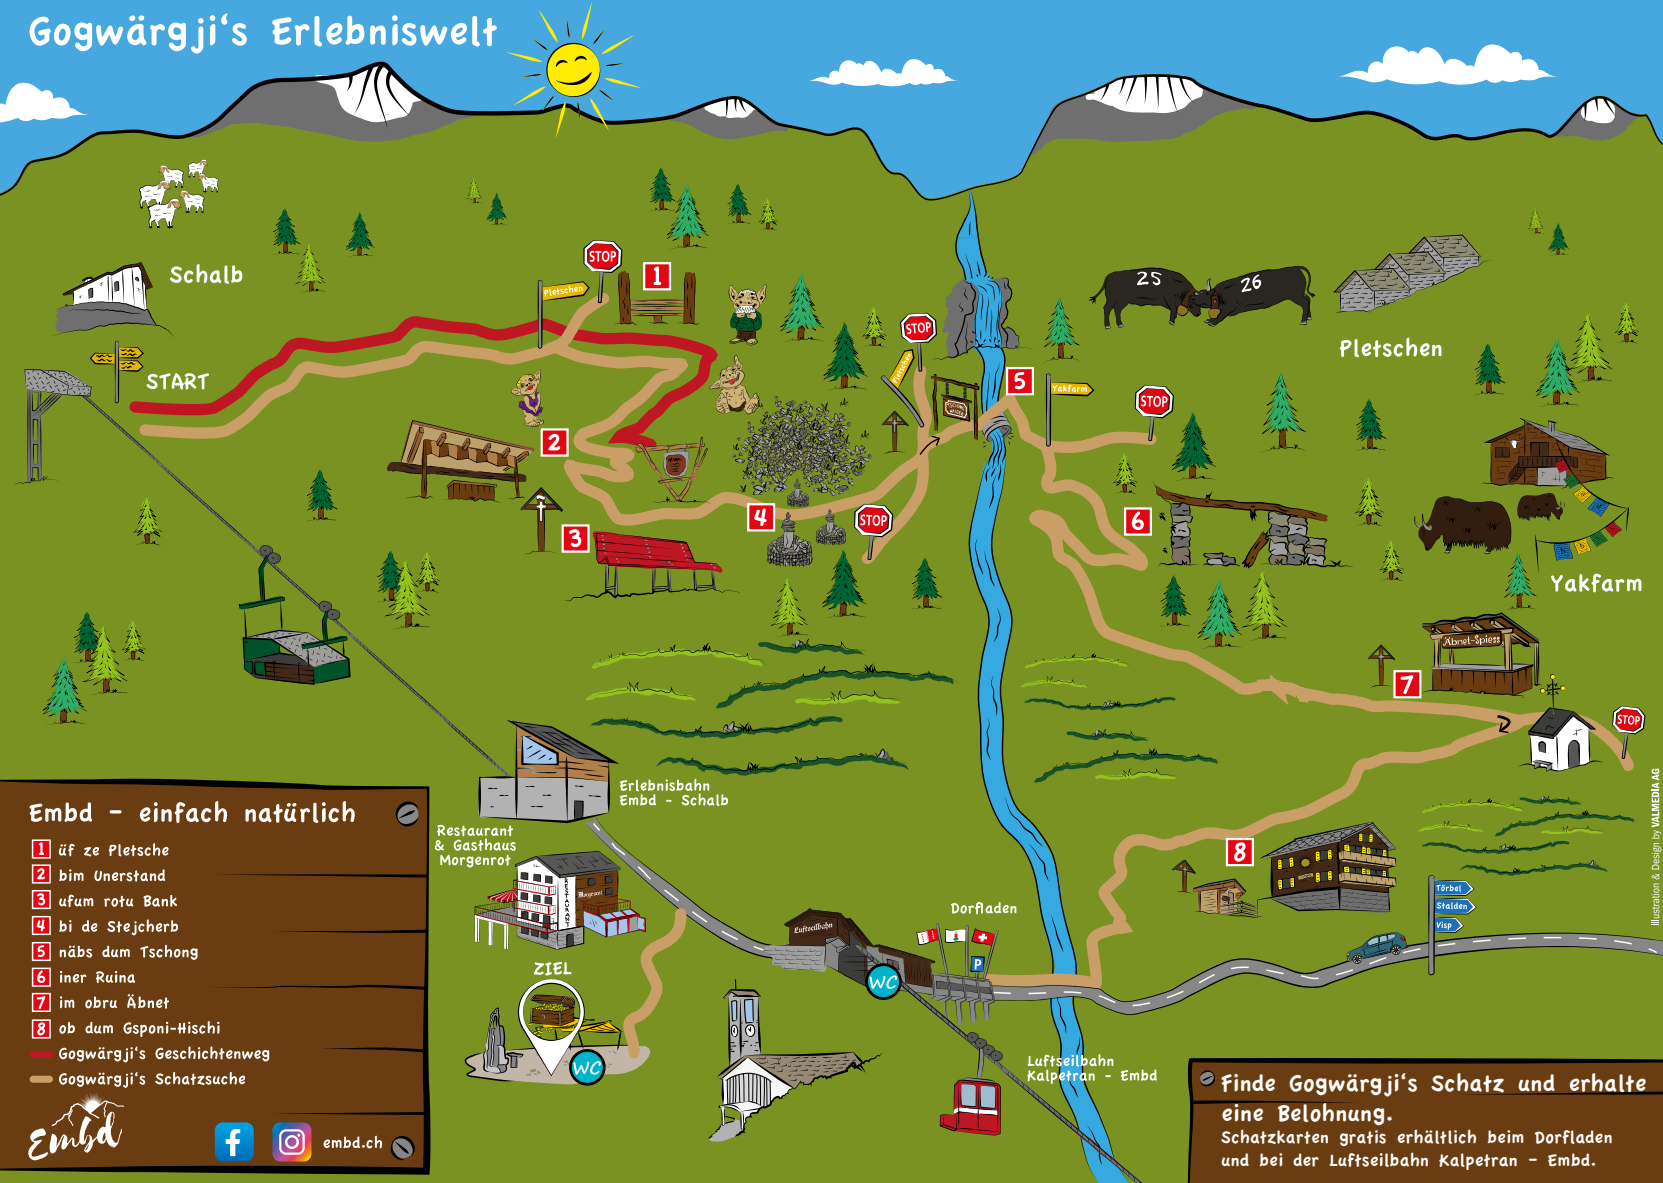 Gogwärgji‘s Erlebniswelt
Schalb
START
Pletschen
STOP
1
2
3
4
STOP
Pletschen
STOP
5
Yakfarm
STOP
25
26
Pletschen
6
Yakfarm
Äbnet-Spiess
7
STOP
8
Erlebnisbahn
Embd - Schalb
Restaurant
& Gasthaus
Morgenrot
RESTAURANT
Morgenrot
ZIEL
WC
Luftseilbahn
WC
Dorfladen
P
Luftseilbahn
Kalpetran - Embd
Törbel
Stalden
Visp
Embd - einfach natürlich
1 üf ze Pletsche
2 bim Unerstand
3 ufum rotu Bank
4 bi de Stejcherb
5 näbs dum Tschong
6 iner Ruina
7 im obru Äbnet
8 ob dum Gsponi-Hischi
Gogwärgji‘s Geschichtenweg
Gogwärgji‘s Schatzsuche
Embd
embd.ch
Finde Gogwärgji‘s Schatz und erhalte
eine Belohnung.
Schatzkarten gratis erhältlich beim Dorfladen
und bei der Luftseilbahn Kalpetran - Embd.
Illustration & Design by VALMEDIA AG